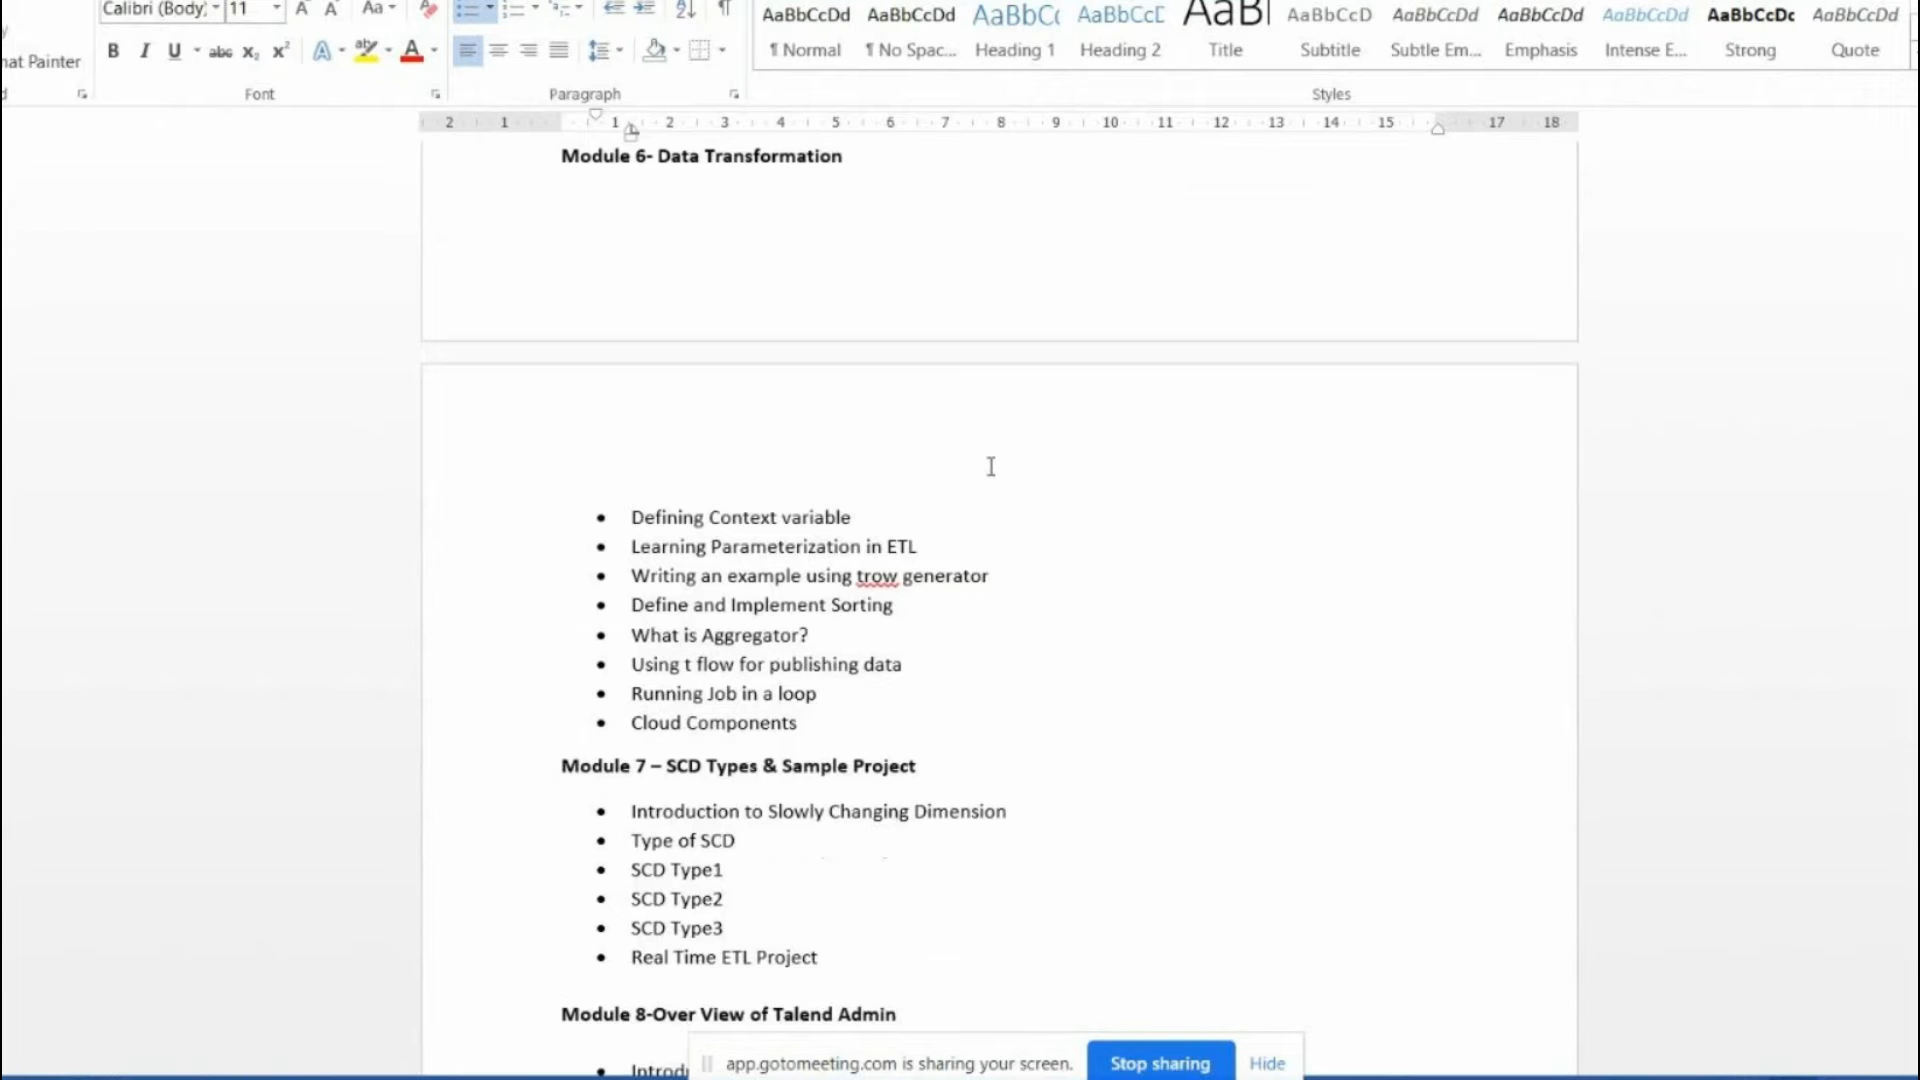 Calibri (Body) 11 A A Aa
AaBbCcDd AaBbCcDd AaBbC AaBbCcD AaB AaBbCcD AaBbCcDd AaBbCcDd AaBbCcDd AaBbCcDc AaBbCcDd
¶ Normal ¶ No Spac... Heading 1 Heading 2 Title Subtitle Subtle Em... Emphasis Intense E... Strong Quote
at Painter B I U abc X₂ X² A aby A
Font Paragraph Styles
2 1 1 2 3 4 5 6 7 8 9 10 11 12 13 14 15 17 18
Module 6- Data Transformation
• Defining Context variable
• Learning Parameterization in ETL
• Writing an example using trow generator
• Define and Implement Sorting
• What is Aggregator?
• Using t flow for publishing data
• Running Job in a loop
• Cloud Components
Module 7 – SCD Types & Sample Project
• Introduction to Slowly Changing Dimension
• Type of SCD
• SCD Type1
• SCD Type2
• SCD Type3
• Real Time ETL Project
Module 8-Over View of Talend Admin
• Introd
app.gotomeeting.com is sharing your screen. Stop sharing Hide